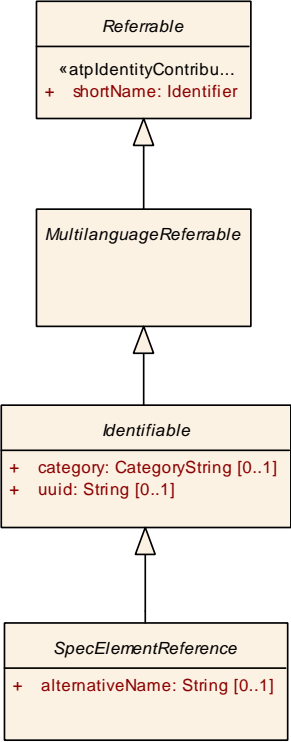 Referrable
«atpIdentityContribu...
+ shortName: Identifier
MultilanguageReferrable
Identifiable
+ category: CategoryString [0..1]
+ uuid: String [0..1]
SpecElementReference
+ alternativeName: String [0..1]